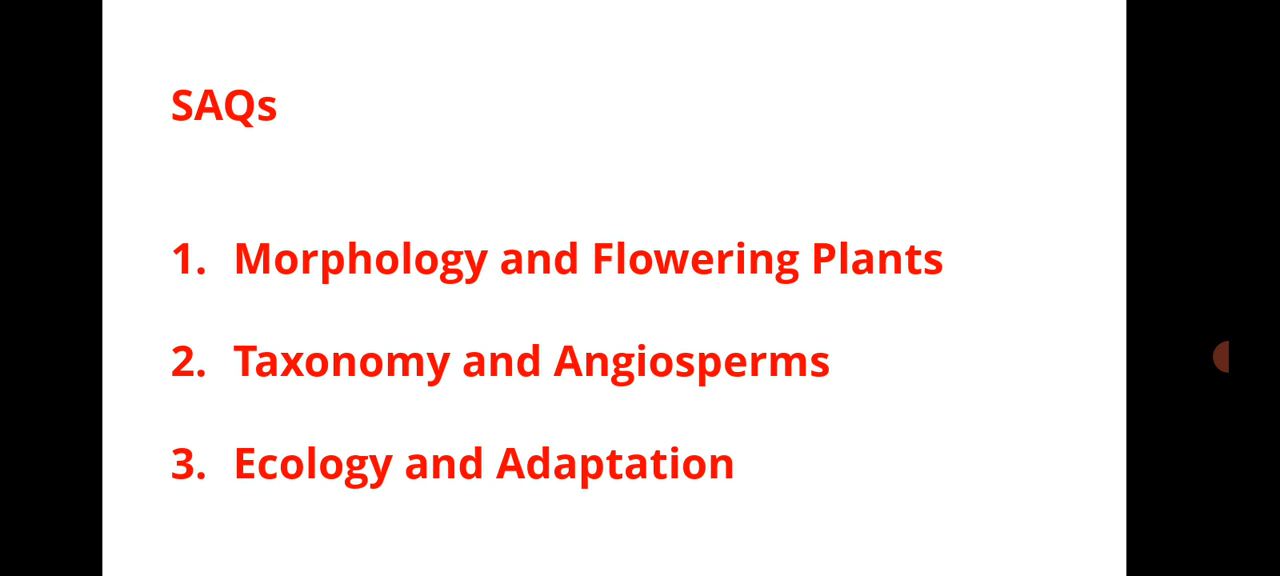 SAQs
1. Morphology and Flowering Plants
2. Taxonomy and Angiosperms
3. Ecology and Adaptation